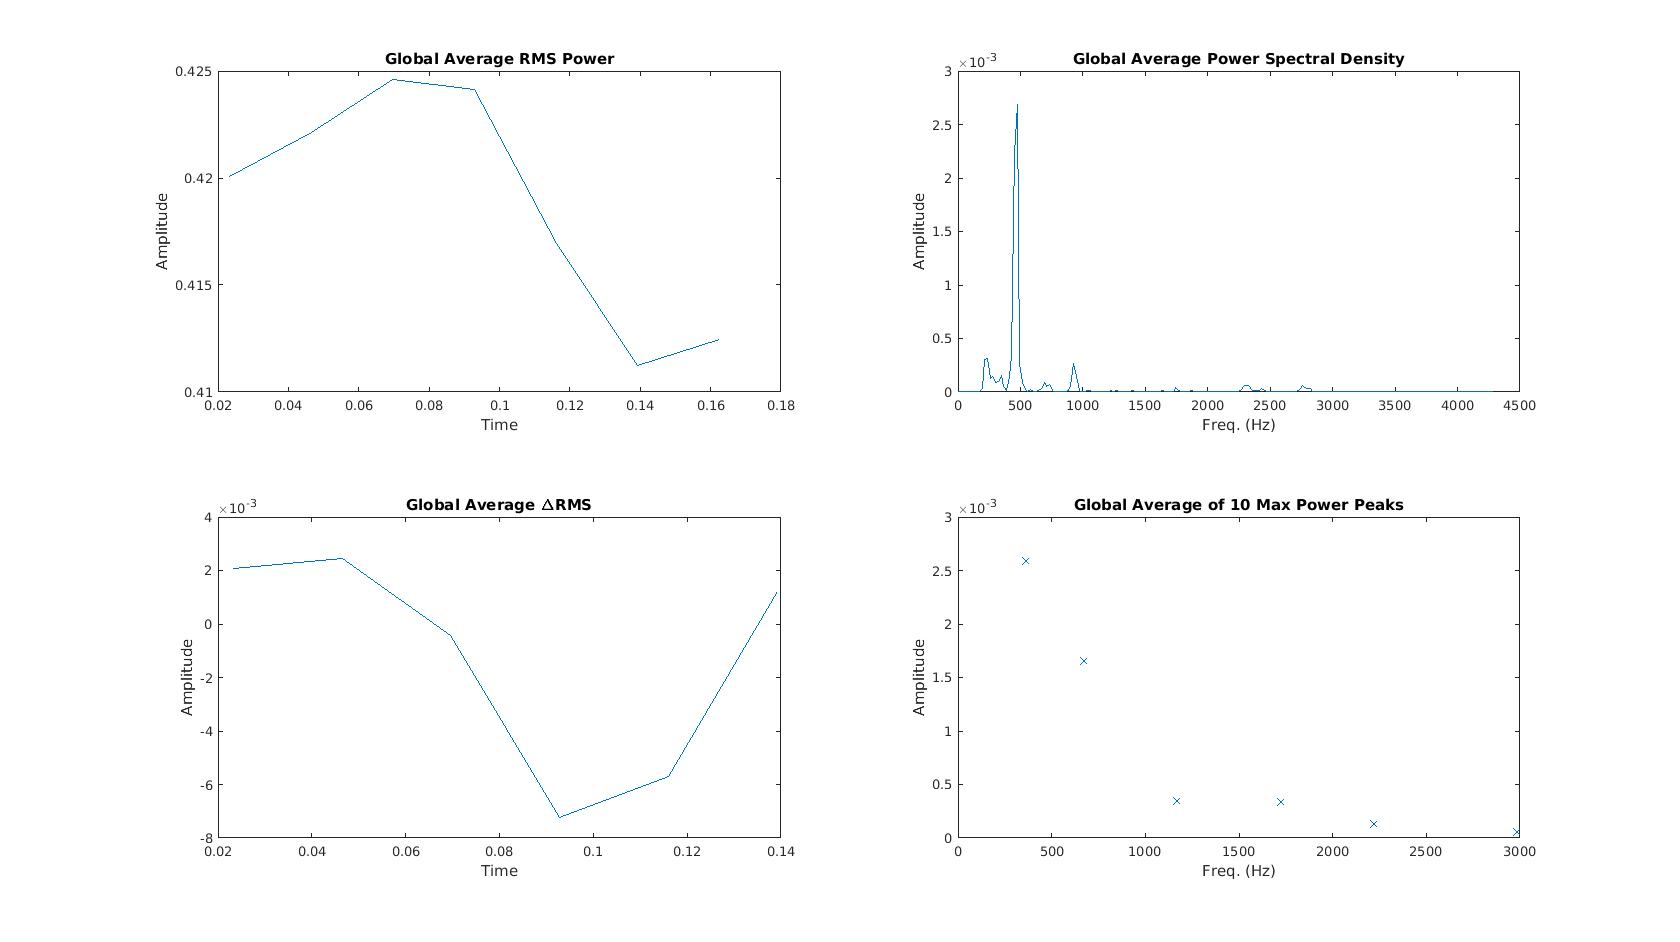 Global Average RMS Power
0.425
0.42
0.415
0.41
Amplitude
0.02 0.04 0.06 0.08 0.1 0.12 0.14 0.16 0.18
Time
Global Average Power Spectral Density
×10-3
3
2.5
2
1.5
1
0.5
0
Amplitude
0 500 1000 1500 2000 2500 3000 3500 4000 4500
Freq. (Hz)
Global Average ΔRMS
×10-3
4
2
0
-2
-4
-6
-8
Amplitude
0.02 0.04 0.06 0.08 0.1 0.12 0.14
Time
Global Average of 10 Max Power Peaks
×10-3
3
2.5
2
1.5
1
0.5
0
Amplitude
0 500 1000 1500 2000 2500 3000
Freq. (Hz)